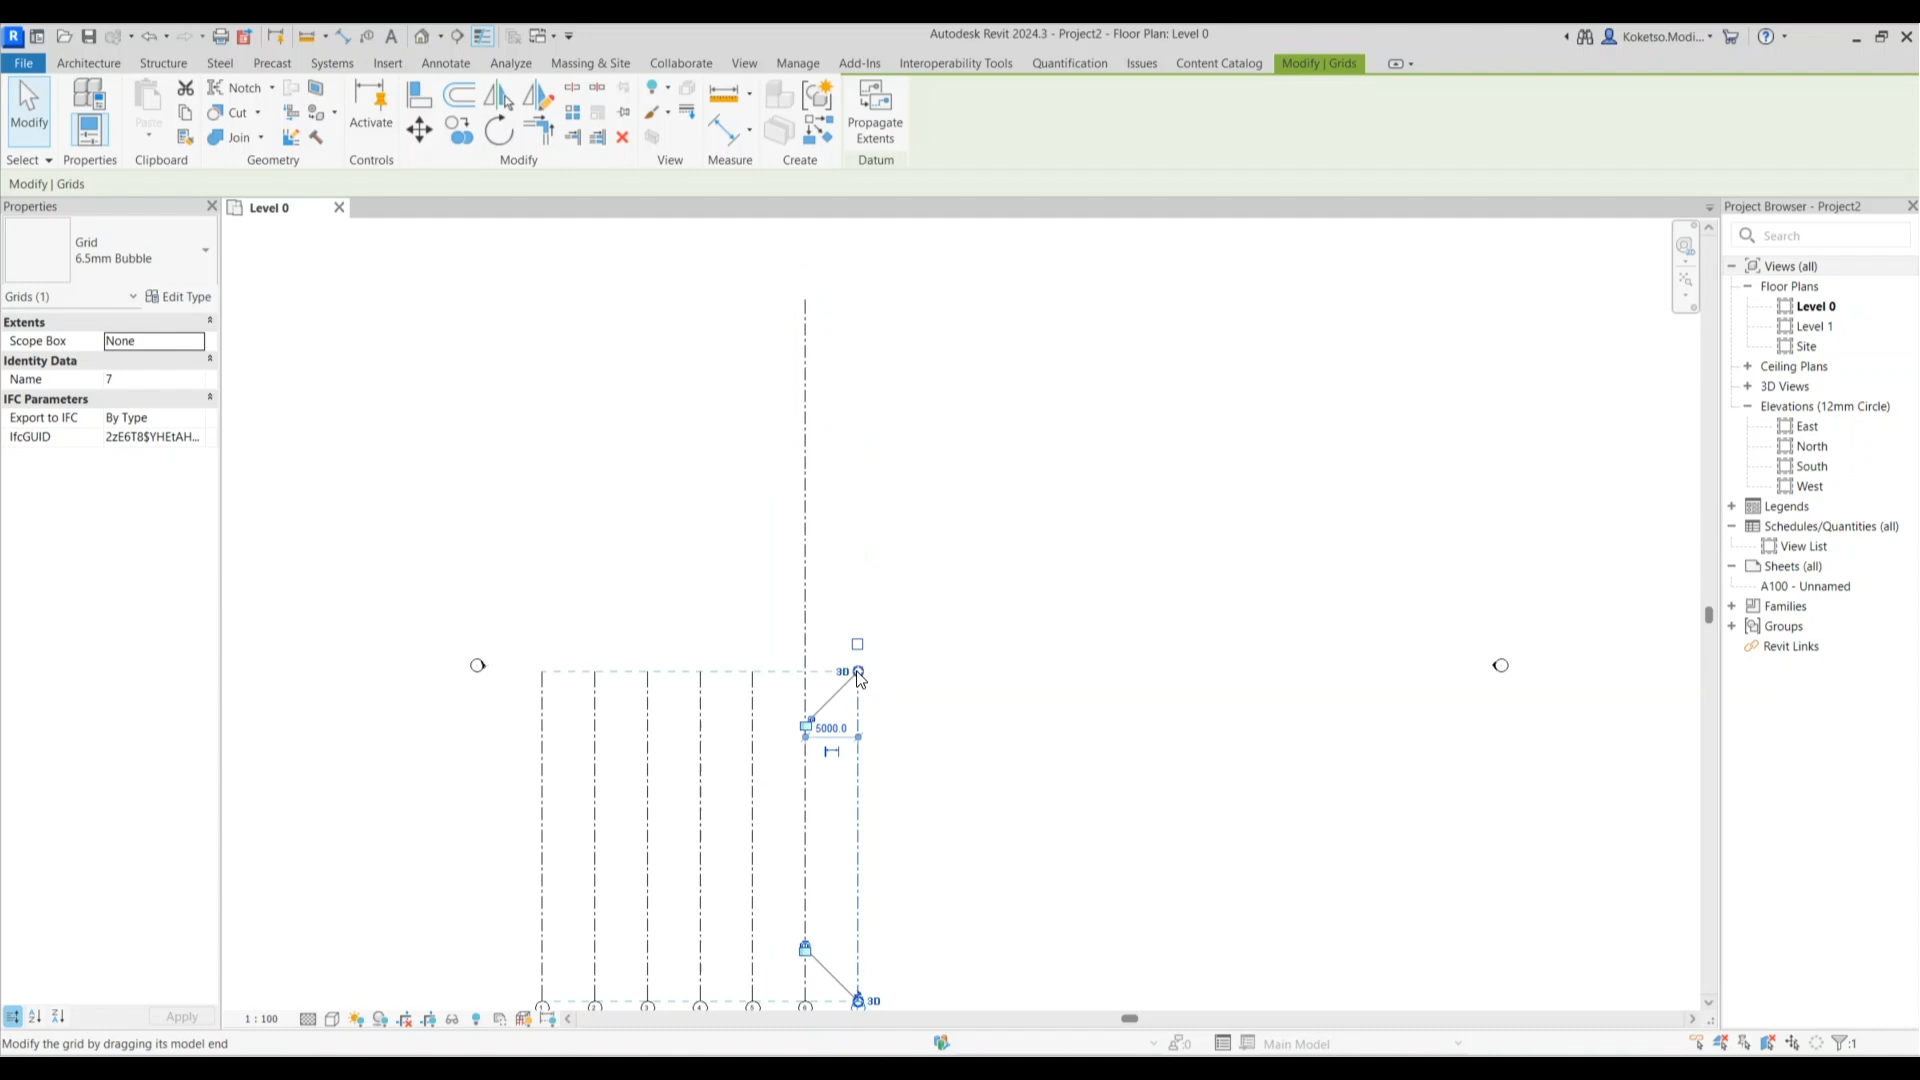 R
A
Autodesk Revit 2024.3 - Project2 - Floor Plan: Level 0
Koketso.Modi...
File Architecture Structure Steel Precast Systems Insert Annotate Analyze Massing & Site Collaborate View Manage Add-Ins Interoperability Tools Quantification Issues Content Catalog Modify | Grids
Modify
Paste
Notch
Cut
Join
Activate
Propagate
Extents
Select Properties Clipboard Geometry Controls Modify View Measure Create Datum
Modify | Grids
Properties
Level 0
Project Browser - Project2
Grid
6.5mm Bubble
Grids (1)
Edit Type
Extents
Scope Box None
Identity Data
Name 7
IFC Parameters
Export to IFC By Type
IfcGUID 2zE6T8$YHEtAH...
Apply
3D
5000.0
3D
Search
Views (all)
Floor Plans
Level 0
Level 1
Site
Ceiling Plans
3D Views
Elevations (12mm Circle)
East
North
South
West
Legends
Schedules/Quantities (all)
View List
Sheets (all)
A100 - Unnamed
Families
Groups
Revit Links
1 : 100
Modify the grid by dragging its model end
:0
Main Model
:1